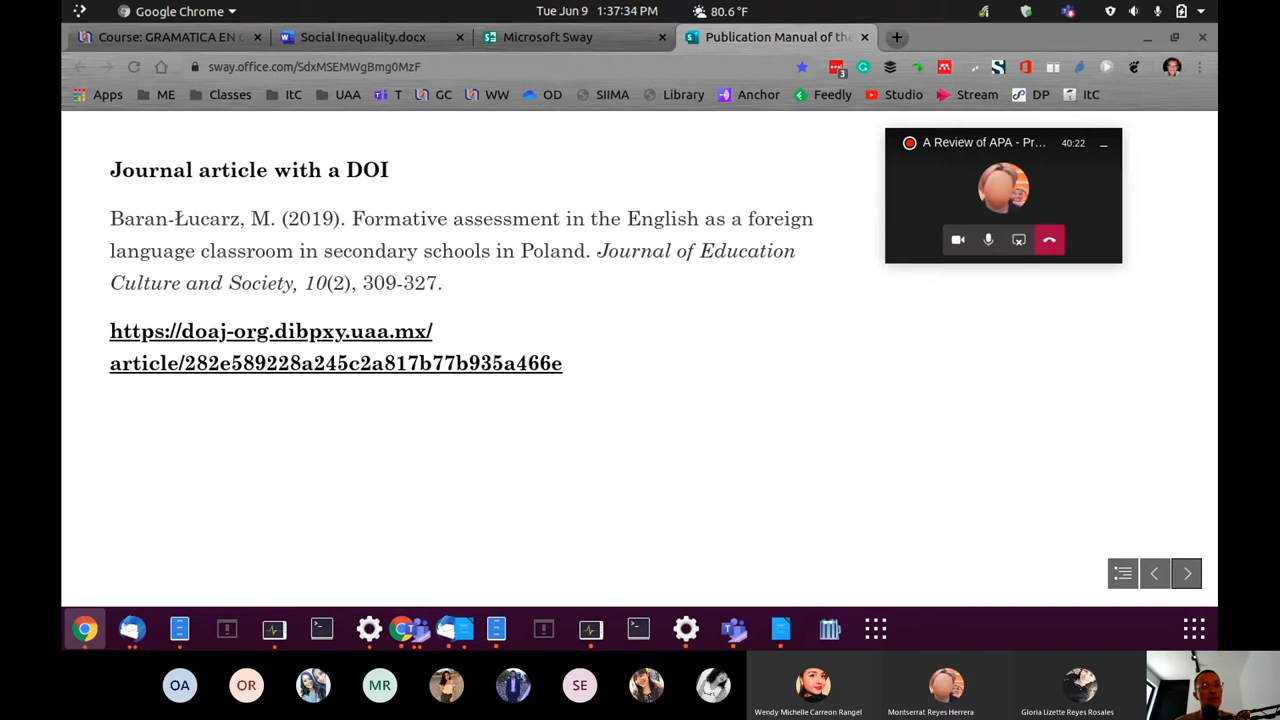 Google Chrome
Tue Jun 9 1:37:34 PM
80.6 °F
Course: GRAMATICA EN C
Social Inequality.docx
Microsoft Sway
Publication Manual of the
sway.office.com/SdxMSEMWgBmg0MzF
3
Apps
ME
Classes
ItC
UAA
T
GC
WW
OD
SIIMA
Library
Anchor
Feedly
Studio
Stream
DP
ItC
Journal article with a DOI
Baran-Łucarz, M. (2019). Formative assessment in the English as a foreign
language classroom in secondary schools in Poland. Journal of Education
Culture and Society, 10(2), 309-327.
https://doaj-org.dibpxy.uaa.mx/
article/282e589228a245c2a817b77b935a466e
A Review of APA - Pr...
40:22
OA
OR
MR
SE
Wendy Michelle Carreon Rangel
Montserrat Reyes Herrera
Gloria Lizette Reyes Rosales